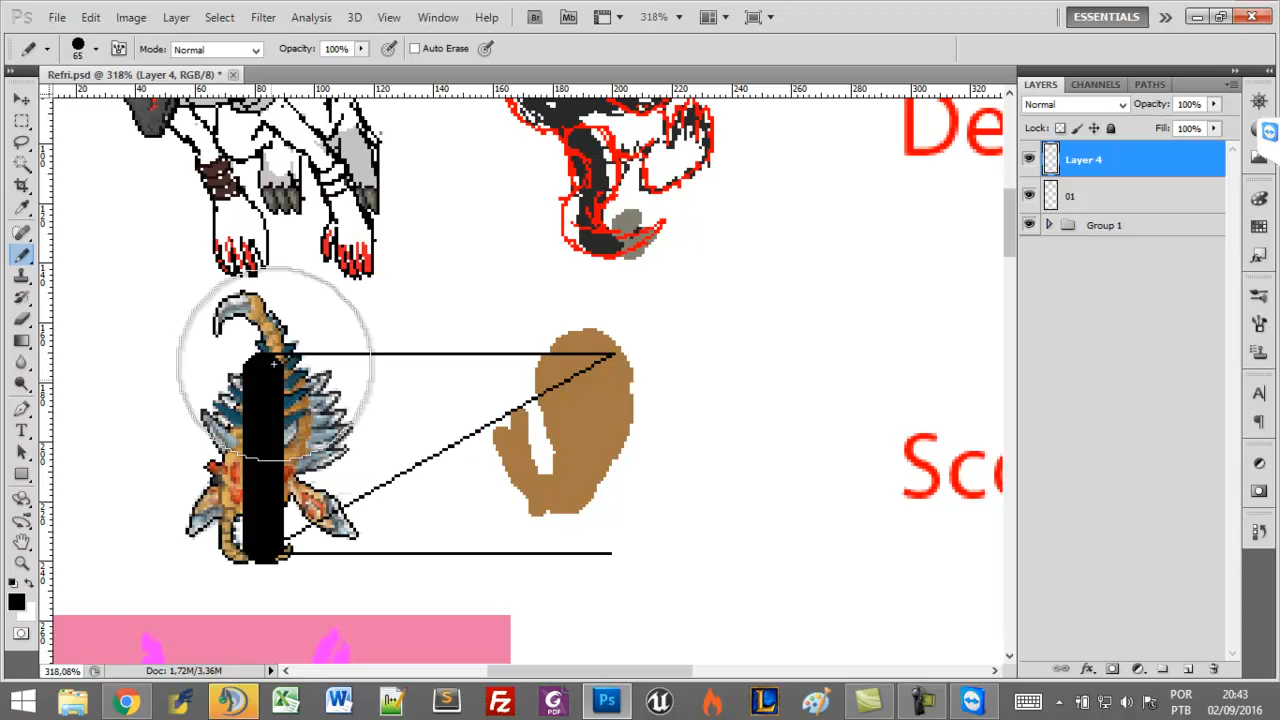 Ps File Edit Image Layer Select Filter Analysis 3D View Window Help Br Mb 318% ESSENTIALS
65 Mode: Normal Opacity: 100% Auto Erase
Refri.psd @ 318% (Layer 4, RGB/8) *
20 40 60 80 100 120 140 160 180 200 220 240 260 280 300 320
De
Sco
LAYERS CHANNELS PATHS
Normal Opacity: 100%
Lock: Fill: 100%
Layer 4
01
Group 1
318,08% Doc: 1,72M/3,36M
POR 20:43
PTB 02/09/2016